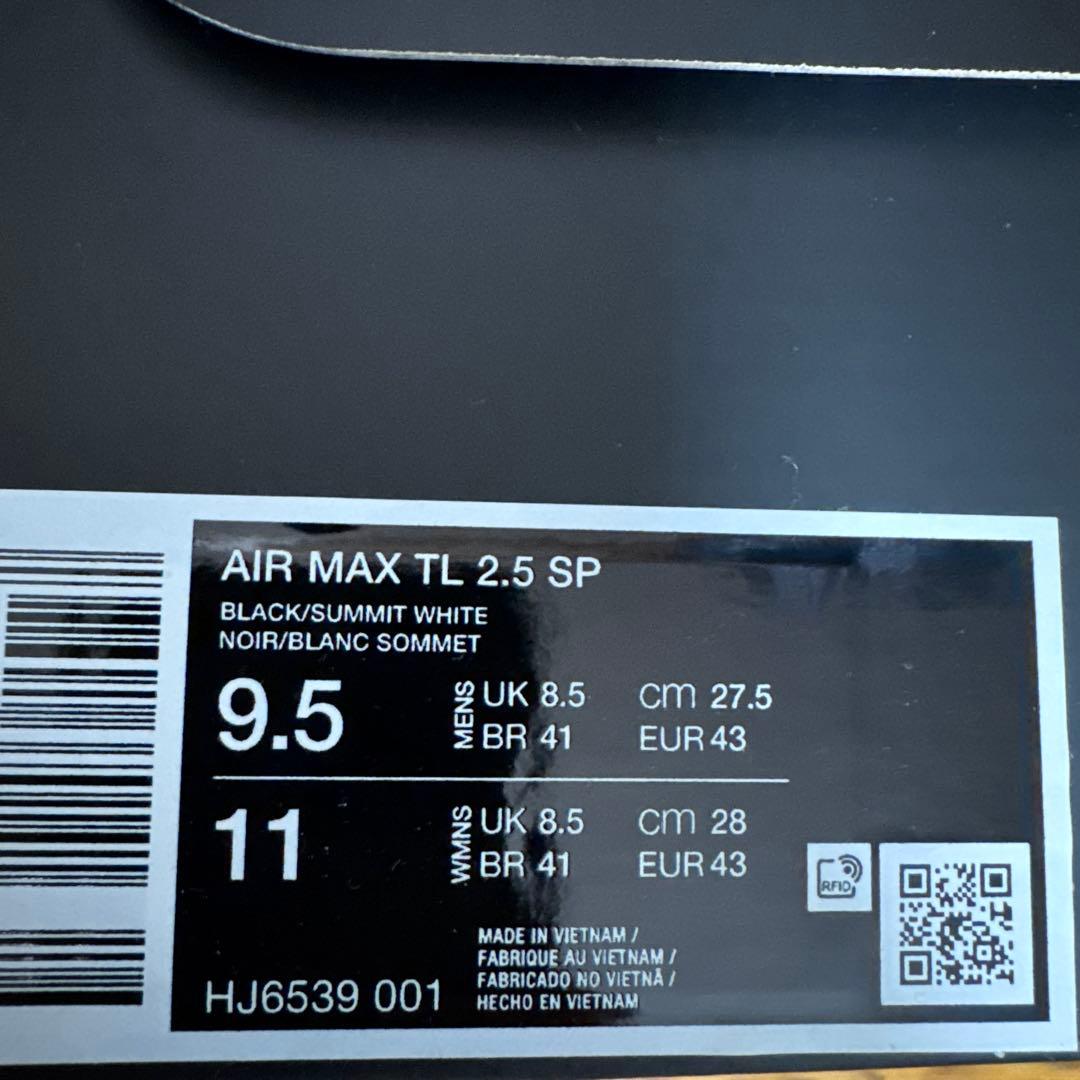 AIR MAX TL 2.5 SP
BLACK/SUMMIT WHITE
NOIR/BLANC SOMMET
9.5 MENS UK 8.5 cm 27.5
BR 41 EUR 43
11 WMNS UK 8.5 cm 28
BR 41 EUR 43
RFID
MADE IN VIETNAM /
FABRIQUE AU VIETNAM /
FABRICADO NO VIETNÃ /
HECHO EN VIETNAM
HJ6539 001